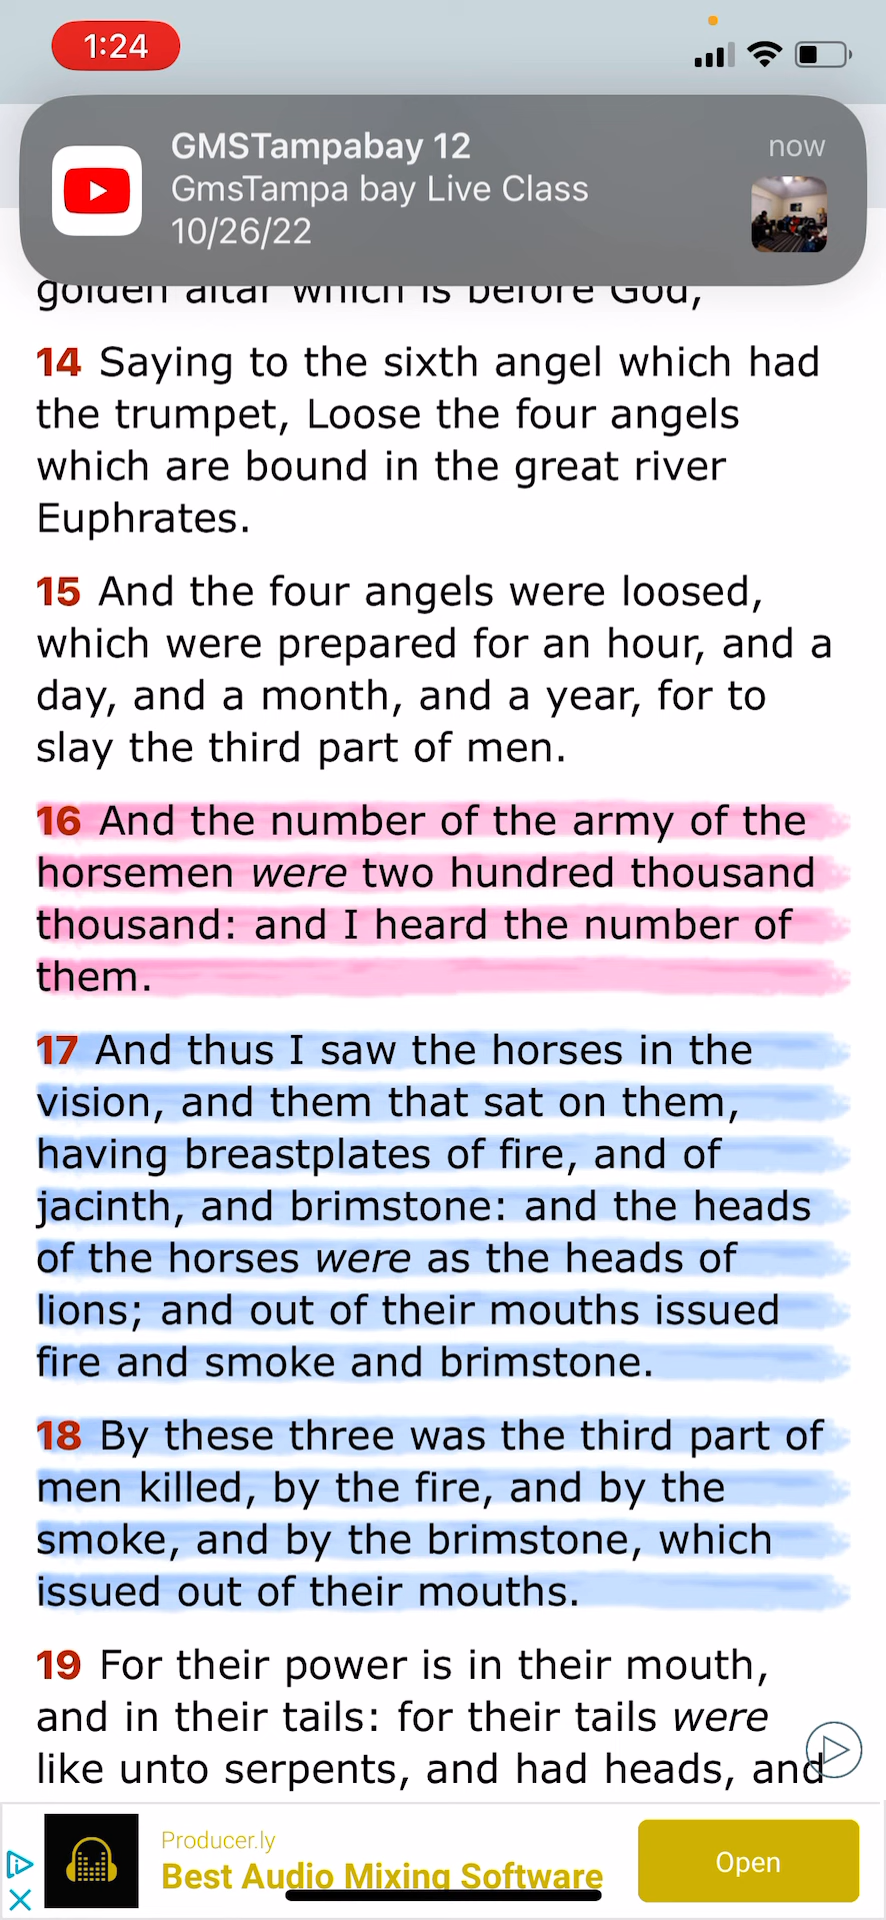 1:24
GMSTampabay 12
now
GmsTampa bay Live Class
10/26/22
golden altar which is before God,
14 Saying to the sixth angel which had
the trumpet, Loose the four angels
which are bound in the great river
Euphrates.
15 And the four angels were loosed,
which were prepared for an hour, and a
day, and a month, and a year, for to
slay the third part of men.
16 And the number of the army of the
horsemen were two hundred thousand
thousand: and I heard the number of
them.
17 And thus I saw the horses in the
vision, and them that sat on them,
having breastplates of fire, and of
jacinth, and brimstone: and the heads
of the horses were as the heads of
lions; and out of their mouths issued
fire and smoke and brimstone.
18 By these three was the third part of
men killed, by the fire, and by the
smoke, and by the brimstone, which
issued out of their mouths.
19 For their power is in their mouth,
and in their tails: for their tails were
like unto serpents, and had heads, and
Producer.ly
Best Audio Mixing Software
Open